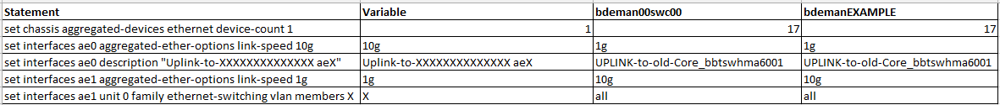 Statement Variable bdeman00swc00 bdemanEXAMPLE
set chassis aggregated-devices ethernet device-count 1 1 17 17
set interfaces ae0 aggregated-ether-options link-speed 10g 10g 1g 1g
set interfaces ae0 description "Uplink-to-XXXXXXXXXXXXXX aeX" Uplink-to-XXXXXXXXXXXXXX aeX UPLINK-to-old-Core_bbtswhma6001 UPLINK-to-old-Core_bbtswhma6001
set interfaces ae1 aggregated-ether-options link-speed 1g 1g 10g 10g
set interfaces ae1 unit 0 family ethernet-switching vlan members X X all all